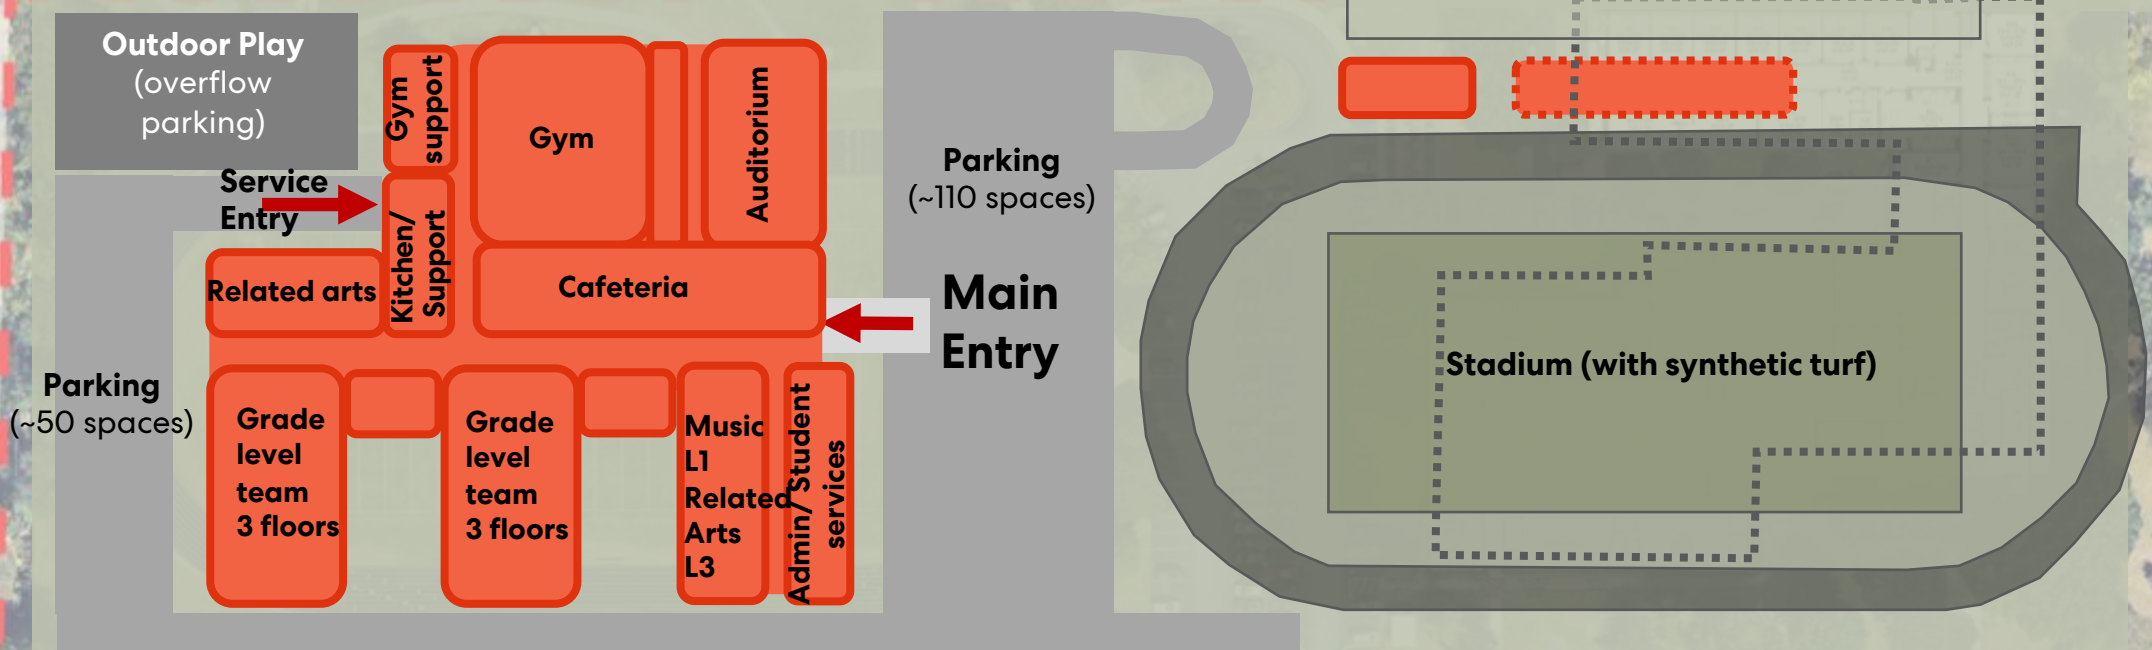 Outdoor Play
(overflow
parking)
Service
Entry
Gym
support
Gym
Auditorium
Kitchen/
Support
Related arts
Cafeteria
Parking
(~110 spaces)
Main
Entry
Parking
(~50 spaces)
Grade
level
team
3 floors
Grade
level
team
3 floors
Music
L1
Related
Arts
L3
Admin/ Student
services
Stadium (with synthetic turf)